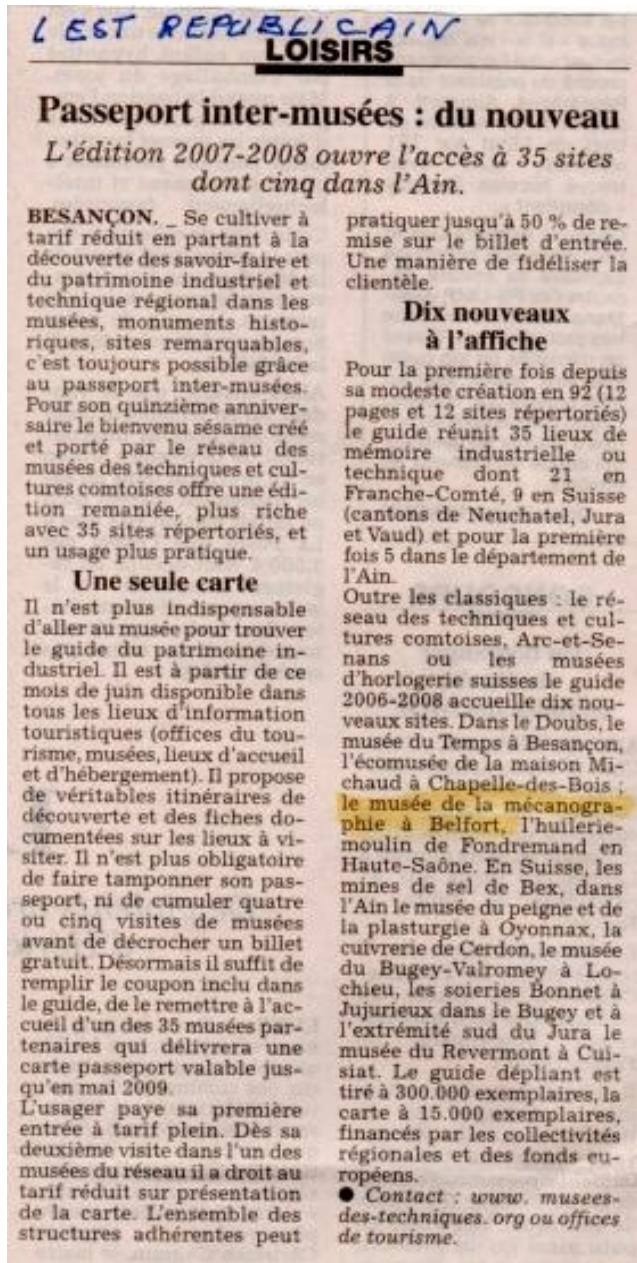 L EST REPUBLICAIN
LOISIRS
Passeport inter-musées : du nouveau
L'édition 2007-2008 ouvre l'accès à 35 sites
dont cinq dans l'Ain.
BESANÇON. _ Se cultiver à
tarif réduit en partant à la
découverte des savoir-faire et
du patrimoine industriel et
technique régional dans les
musées, monuments histo-
riques, sites remarquables,
c'est toujours possible grâce
au passeport inter-musées.
Pour son quinzième anniver-
saire le bienvenu sésame créé
et porté par le réseau des
musées des techniques et cul-
tures comtoises offre une édi-
tion remaniée, plus riche
avec 35 sites répertoriés, et
un usage plus pratique.
Une seule carte
Il n'est plus indispensable
d'aller au musée pour trouver
le guide du patrimoine in-
dustriel. Il est à partir de ce
mois de juin disponible dans
tous les lieux d'information
touristiques (offices du tou-
risme, musées, lieux d'accueil
et d'hébergement). Il propose
de véritables itinéraires de
découverte et des fiches do-
cumentées sur les lieux à vi-
siter. Il n'est plus obligatoire
de faire tamponner son pas-
seport, ni de cumuler quatre
ou cinq visites de musées
avant de décrocher un billet
gratuit. Désormais il suffit de
remplir le coupon inclu dans
le guide, de le remettre à l'ac-
cueil d'un des 35 musées par-
tenaires qui délivrera une
carte passeport valable jus-
qu'en mai 2009.
L'usager paye sa première
entrée à tarif plein. Dès sa
deuxième visite dans l'un des
musées du réseau il a droit au
tarif réduit sur présentation
de la carte. L'ensemble des
structures adhérentes peut
pratiquer jusqu'à 50 % de re-
mise sur le billet d'entrée.
Une manière de fidéliser la
clientèle.
Dix nouveaux
à l'affiche
Pour la première fois depuis
sa modeste création en 92 (12
pages et 12 sites répertoriés)
le guide réunit 35 lieux de
mémoire industrielle ou
technique dont 21 en
Franche-Comté, 9 en Suisse
(cantons de Neuchatel, Jura
et Vaud) et pour la première
fois 5 dans le département de
l'Ain.
Outre les classiques : le ré-
seau des techniques et cul-
tures comtoises, Arc-et-Se-
nans ou les musées
d'horlogerie suisses le guide
2006-2008 accueille dix nou-
veaux sites. Dans le Doubs, le
musée du Temps à Besançon,
l'écomusée de la maison Mi-
chaud à Chapelle-des-Bois ;
le musée de la mécanogra-
phie à Belfort, l'huilerie-
moulin de Fondremand en
Haute-Saône. En Suisse, les
mines de sel de Bex, dans
l'Ain le musée du peigne et de
la plasturgie à Oyonnax, la
cuivrerie de Cerdon, le musée
du Bugey-Valromey à Lo-
chieu, les soieries Bonnet à
Jujurieux dans le Bugey et à
l'extrémité sud du Jura le
musée du Revermont à Cui-
siat. Le guide dépliant est
tiré à 300.000 exemplaires, la
carte à 15.000 exemplaires,
financés par les collectivités
régionales et des fonds eu-
ropéens.
● Contact : www. musees-
des-techniques. org ou offices
de tourisme.